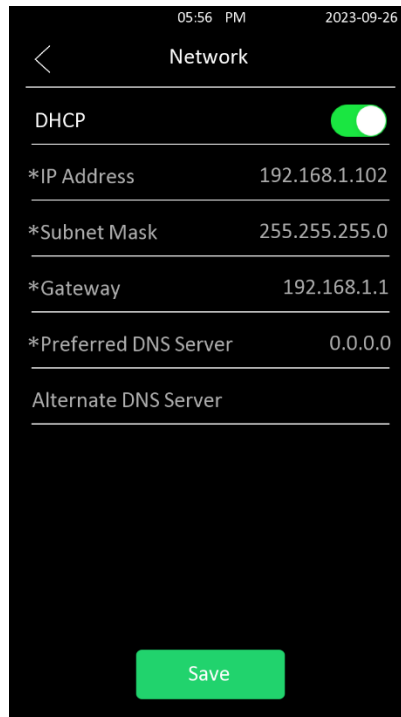 05:56 PM 2023-09-26
Network
DHCP
*IP Address 192.168.1.102
*Subnet Mask 255.255.255.0
*Gateway 192.168.1.1
*Preferred DNS Server 0.0.0.0
Alternate DNS Server
Save